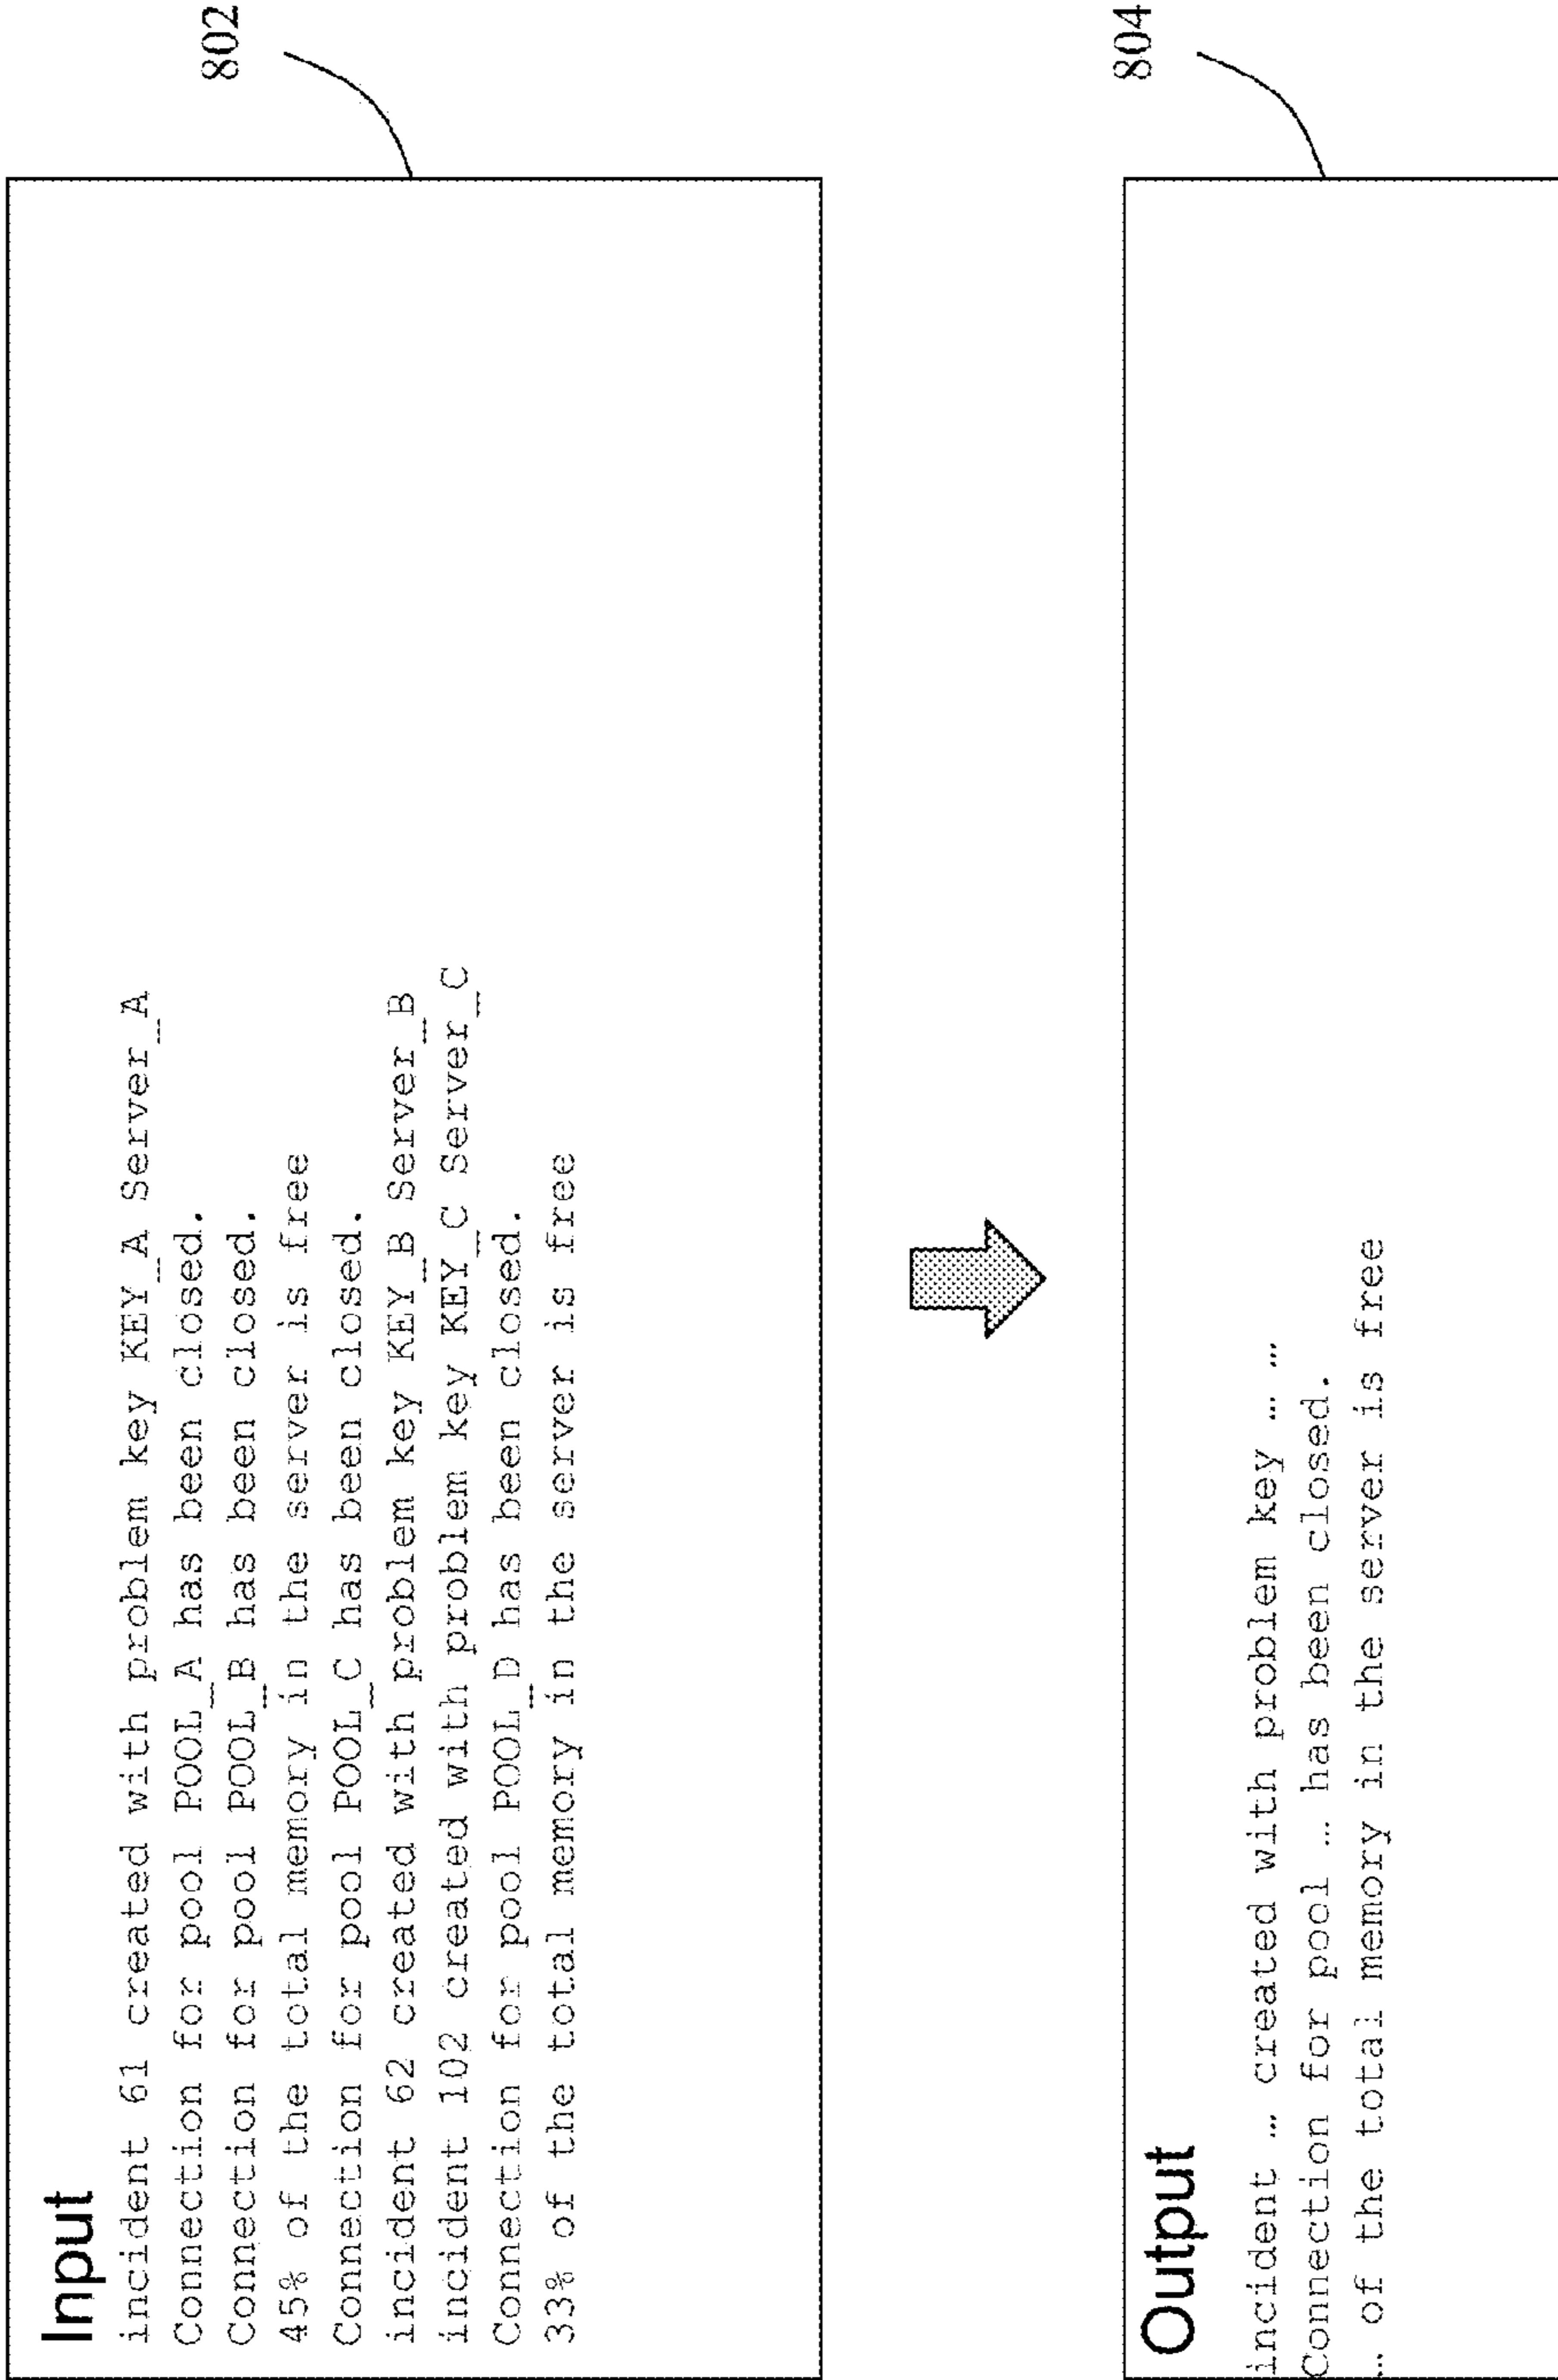 Input
incident 61 created with problem key KEY_A Server_A
Connection for pool POOL_A has been closed.
Connection for pool POOL_B has been closed.
45% of the total memory in the server is free
Connection for pool POOL_C has been closed.
incident 62 created with problem key KEY_B Server_B
incident 102 created with problem key KEY_C Server_C
Connection for pool POOL_D has been closed.
33% of the total memory in the server is free
802
Output
incident … created with problem key … …
Connection for pool … has been closed.
… of the total memory in the server is free
804